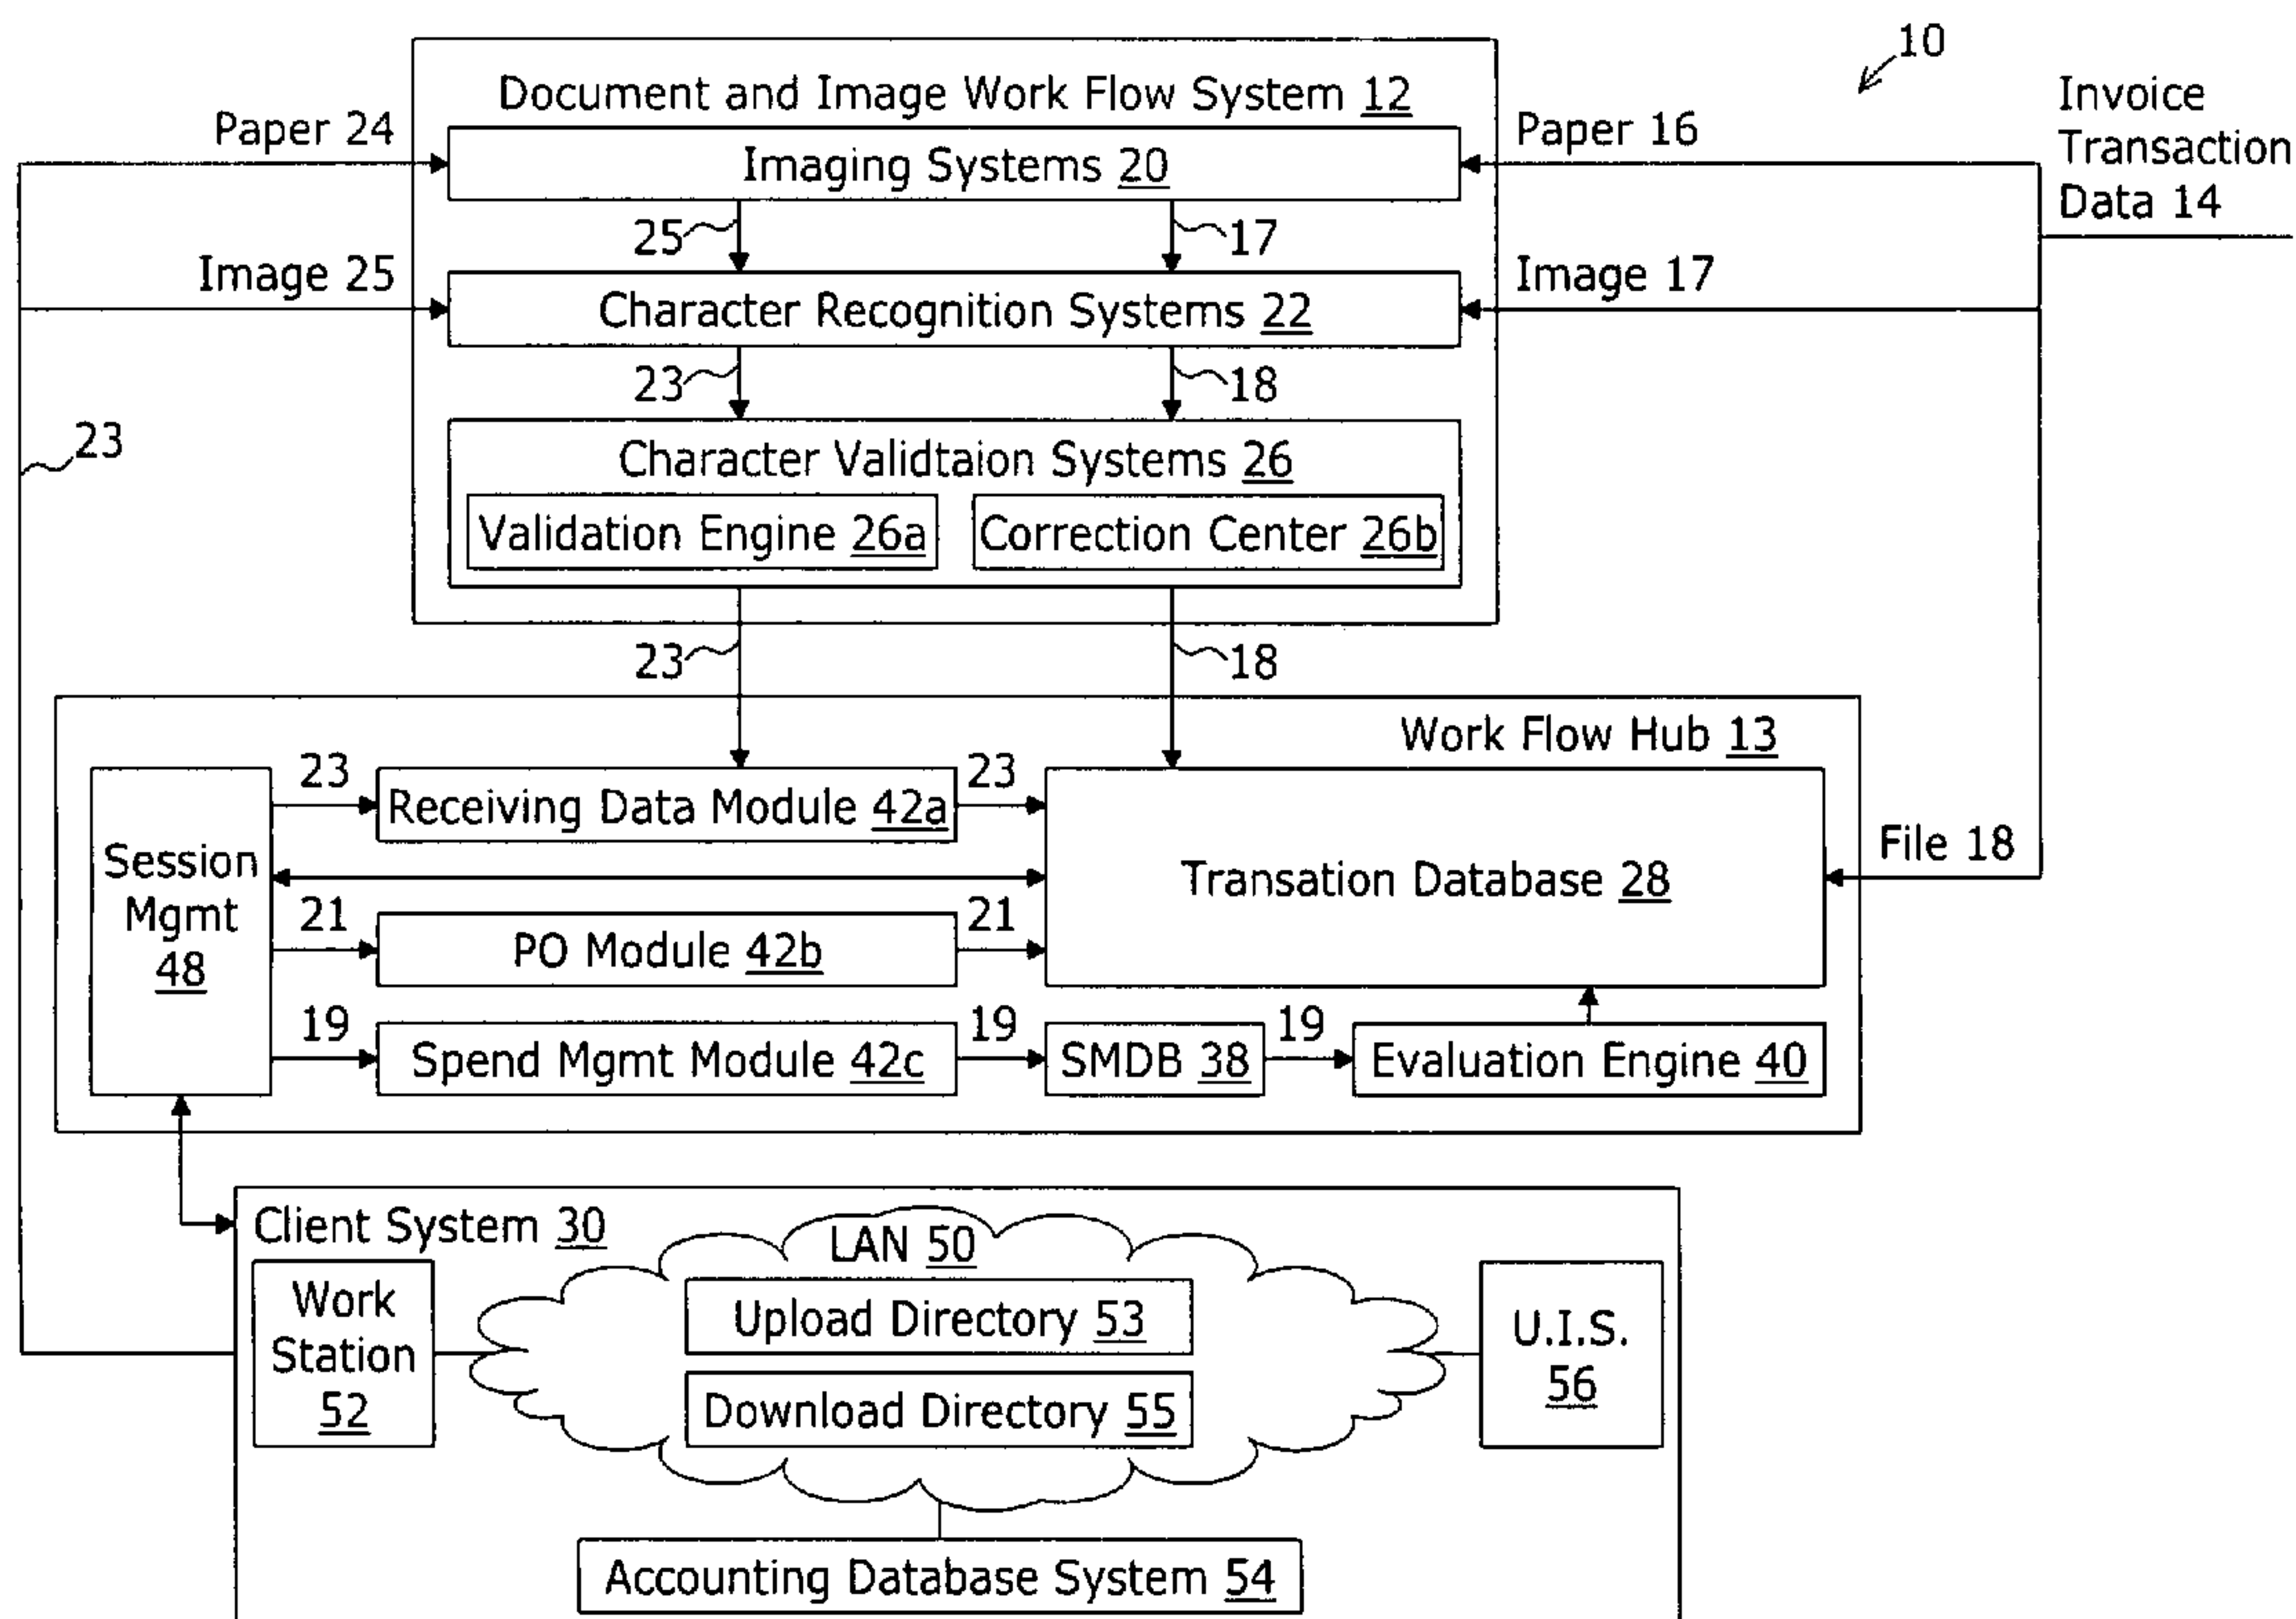 10
Document and Image Work Flow System 12
Invoice
Transaction
Data 14
Paper 24
Paper 16
Imaging Systems 20
25
17
Image 25
Image 17
Character Recognition Systems 22
23
18
23
Character Validtaion Systems 26
Validation Engine 26a
Correction Center 26b
23
18
Work Flow Hub 13
23
Receiving Data Module 42a
23
Session
Mgmt
48
Transation Database 28
File 18
21
PO Module 42b
21
19
Spend Mgmt Module 42c
19
SMDB 38
19
Evaluation Engine 40
Client System 30
LAN 50
Work
Station
52
Upload Directory 53
Download Directory 55
U.I.S.
56
Accounting Database System 54